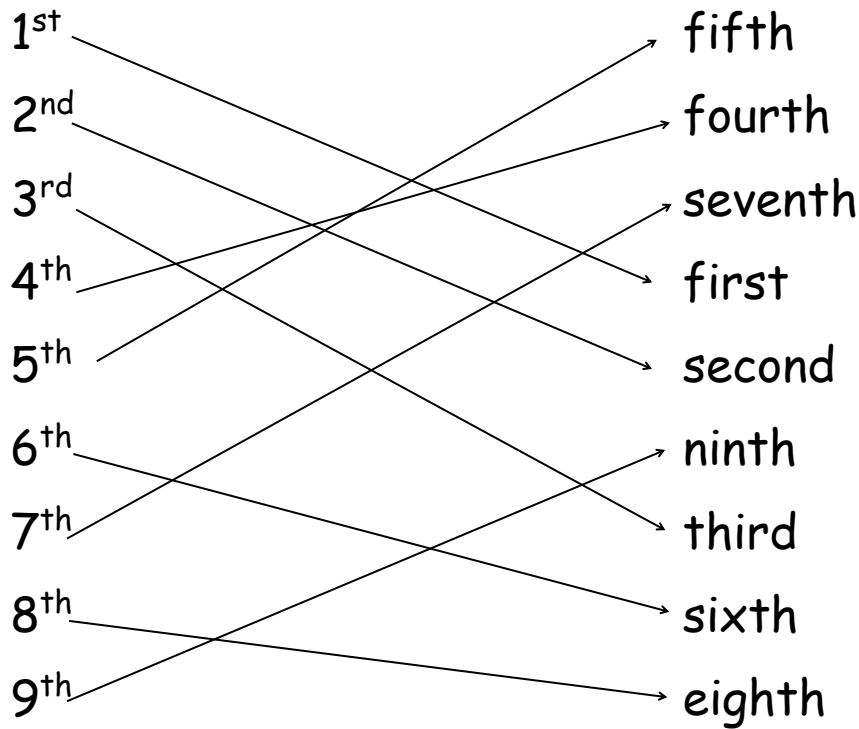 1st fifth
2nd fourth
3rd seventh
4th first
5th second
6th ninth
7th third
8th sixth
9th eighth